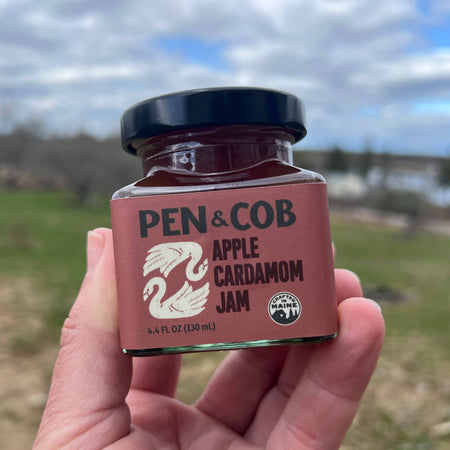 PEN & COB
APPLE
CARDAMOM
JAM
4.4 FL OZ (130 mL)
CRAFTED
IN
MAINE